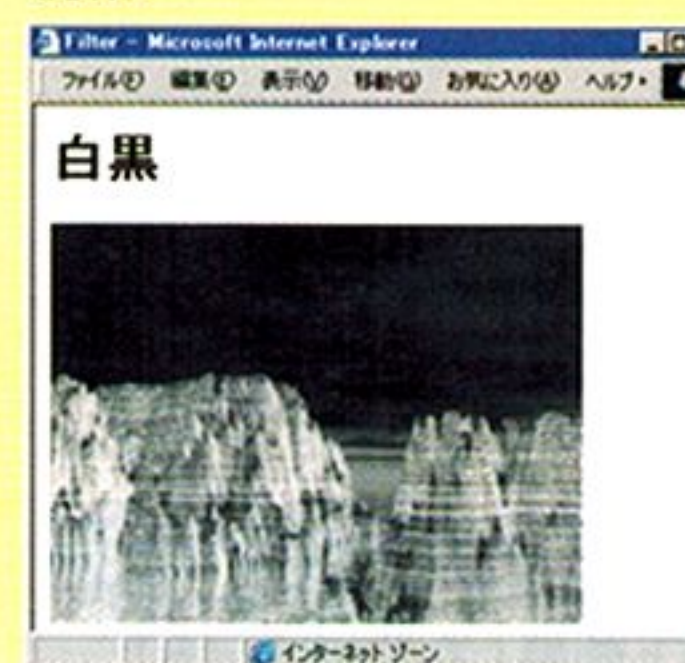 Filter - Microsoft Internet Explorer
ファイル(F) 編集(E) 表示(V) 移動(G) お気に入り(A) ヘルプ
白黒
インターネット ゾーン